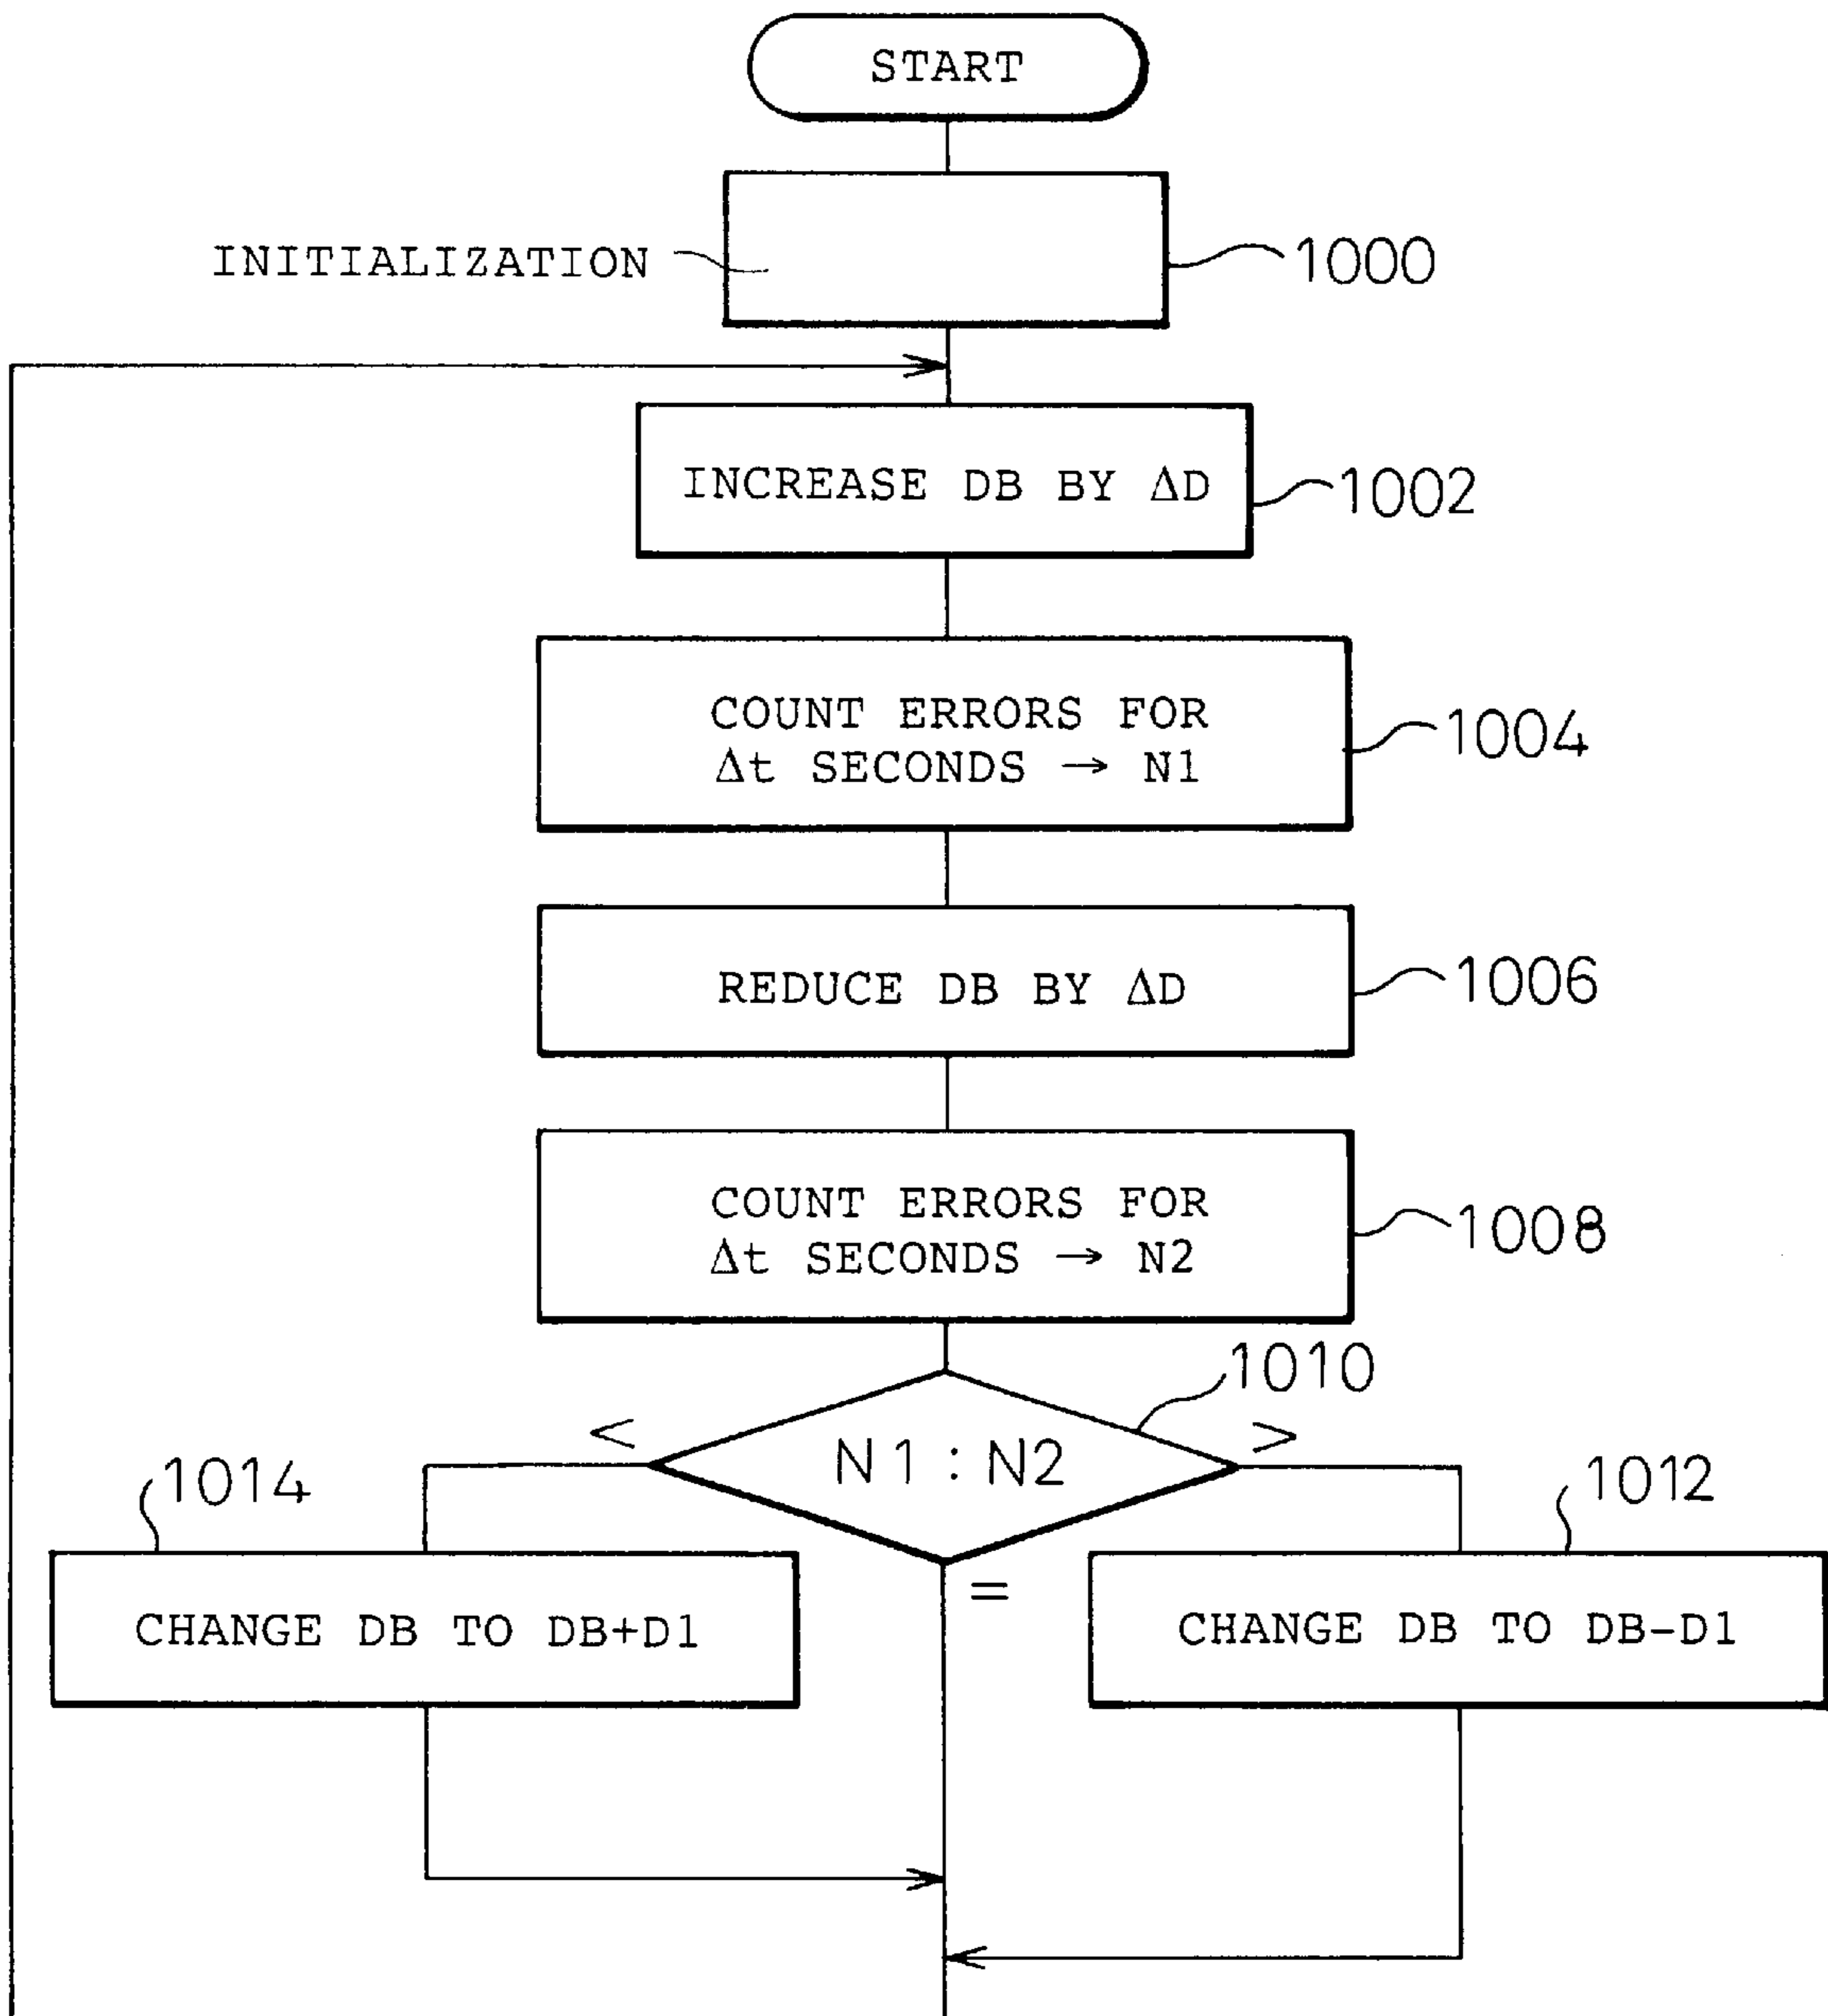 START
INITIALIZATION
1000
INCREASE DB BY ΔD
1002
COUNT ERRORS FOR
Δt SECONDS → N1
1004
REDUCE DB BY ΔD
1006
COUNT ERRORS FOR
Δt SECONDS → N2
1008
1010
<
N1 : N2
>
1014
1012
=
CHANGE DB TO DB+D1
CHANGE DB TO DB-D1